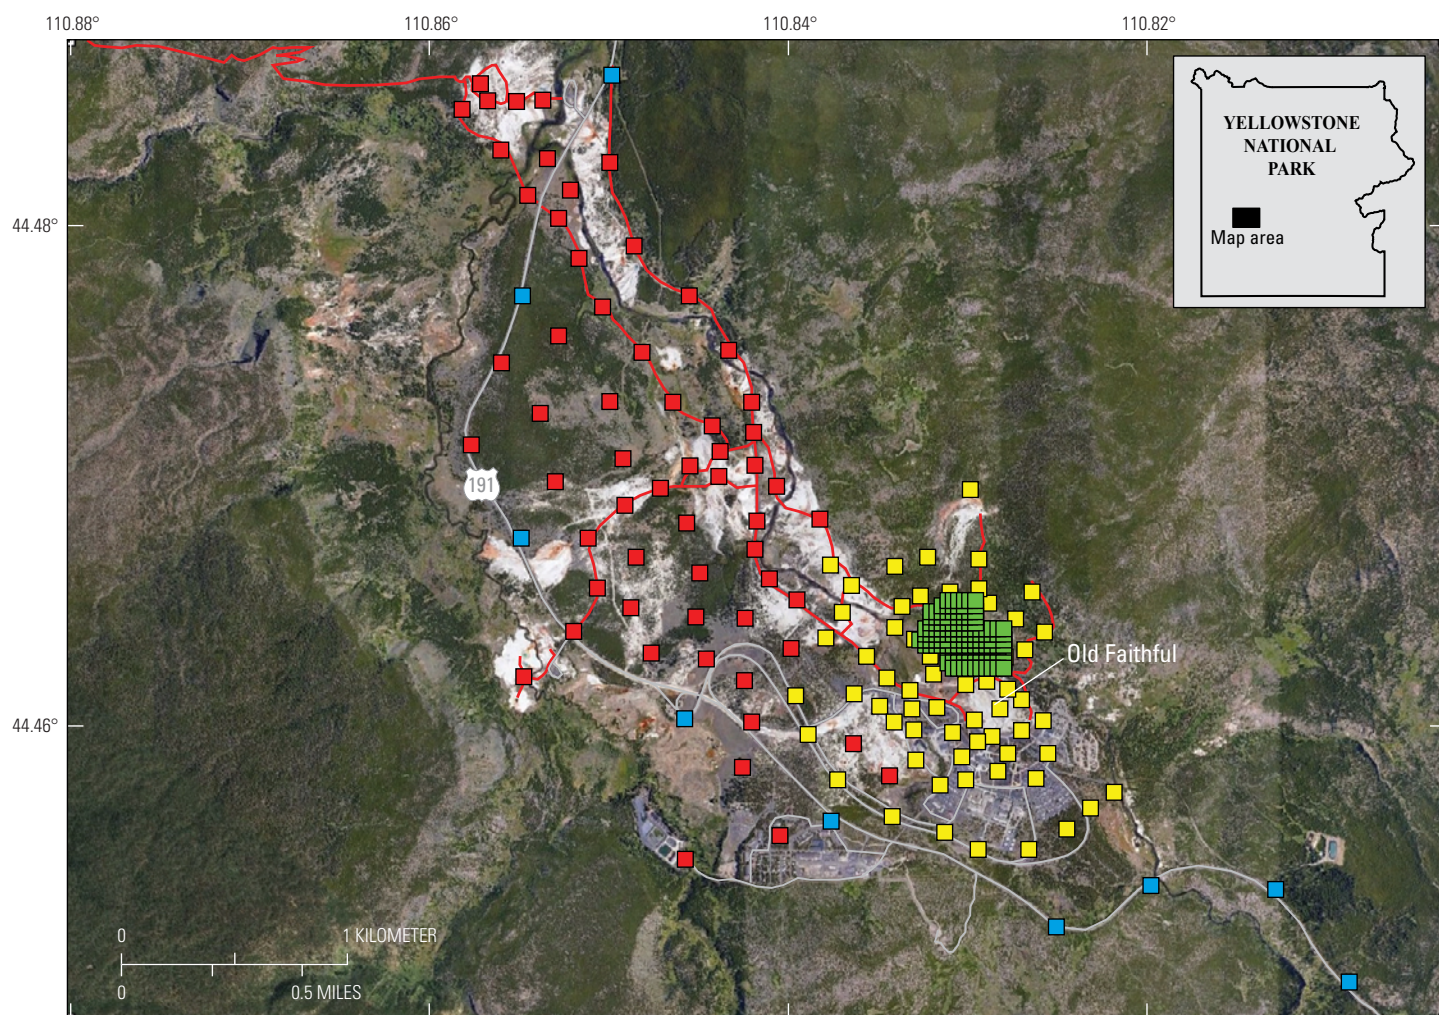 110.88°
110.86°
110.84°
110.82°
YELLOWSTONE
NATIONAL
PARK
Map area
44.48°
191
Old Faithful
44.46°
0
1 KILOMETER
0
0.5 MILES